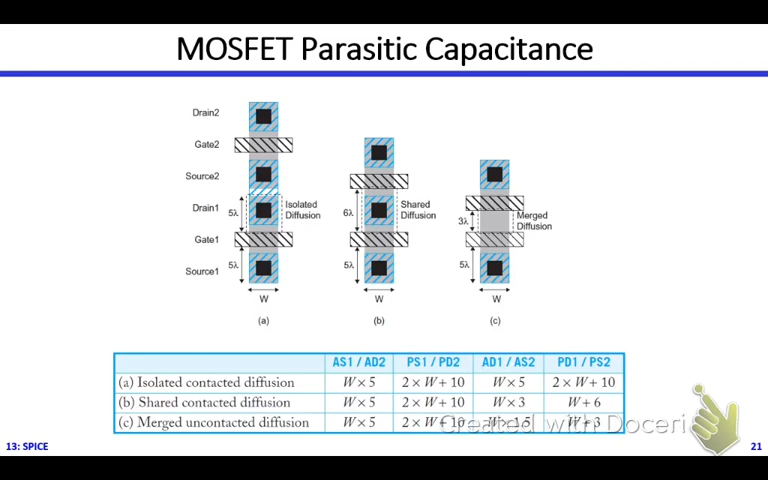 MOSFET Parasitic Capacitance
Drain2
Gate2
Source2
Drain1
Gate1
Source1
5λ
5λ
Isolated
Diffusion
W
(a)
6λ
5λ
Shared
Diffusion
W
(b)
3λ
5λ
Merged
Diffusion
W
(c)
AS1 / AD2 PS1 / PD2 AD1 / AS2 PD1 / PS2
(a) Isolated contacted diffusion W × 5 2 × W + 10 W × 5 2 × W + 10
(b) Shared contacted diffusion W × 5 2 × W + 10 W × 3 W + 6
(c) Merged uncontacted diffusion W × 5 2 × W + 10 W × 1.5 W + 3
Created with Doceri
13: SPICE
21